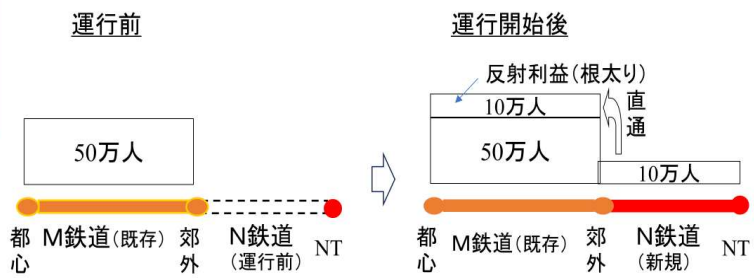 運行前
50万人
都心
M鉄道(既存)
郊外
N鉄道
(運行前)
NT
運行開始後
反射利益(根太り)
10万人
直通
50万人
10万人
都心
M鉄道(既存)
郊外
N鉄道
(新規)
NT